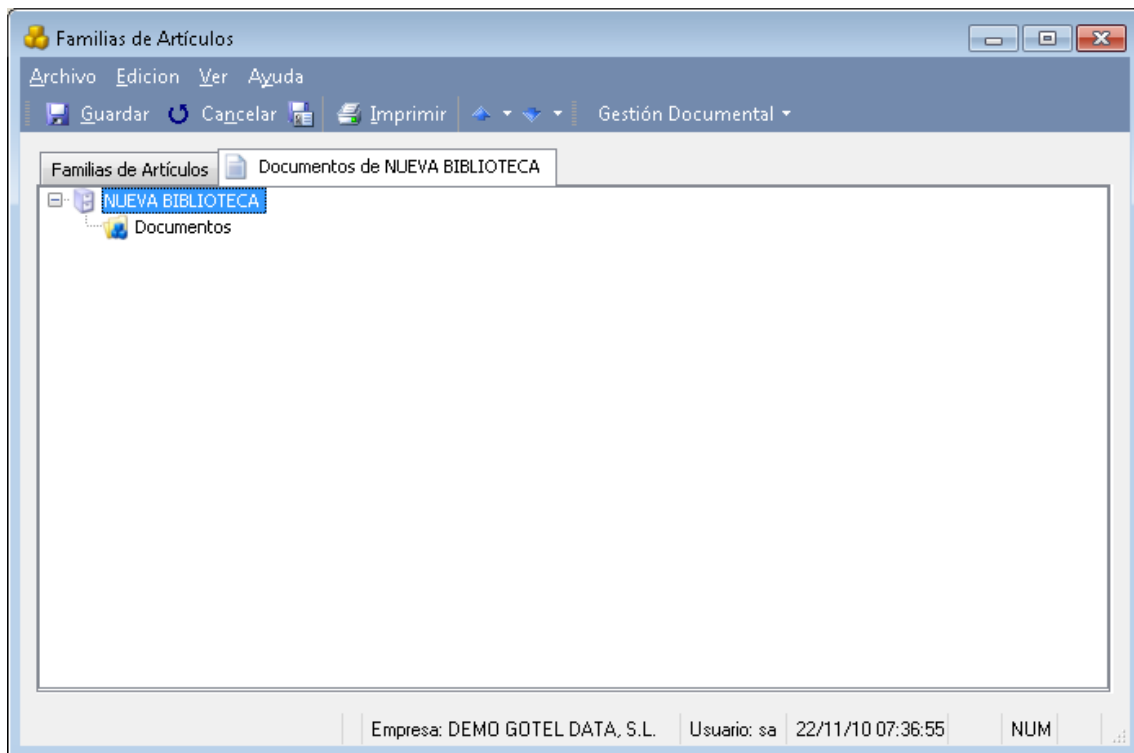 Familias de Artículos
Archivo Edicion Ver Ayuda
Guardar Cancelar Imprimir Gestión Documental
Familias de Artículos Documentos de NUEVA BIBLIOTECA
NUEVA BIBLIOTECA
Documentos
Empresa: DEMO GOTEL DATA, S.L. Usuario: sa 22/11/10 07:36:55 NUM